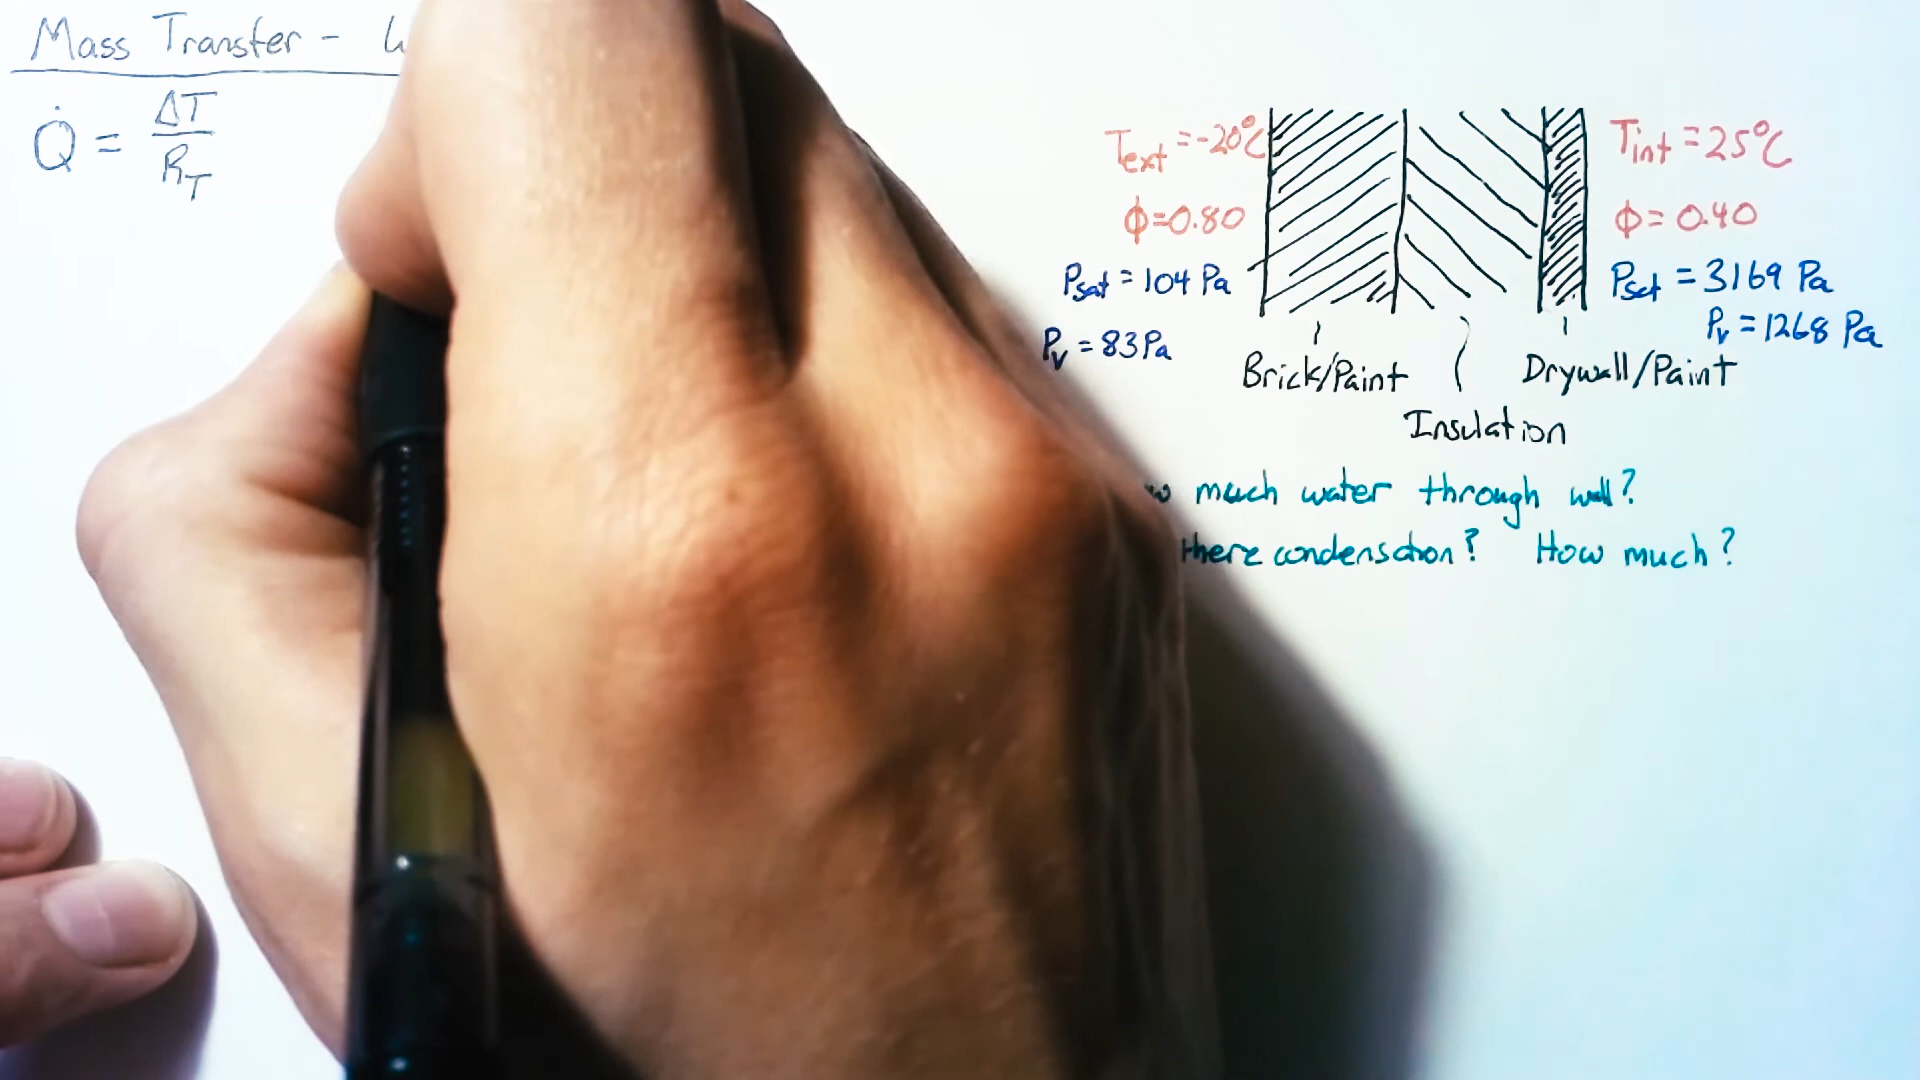 Mass Transfer -
Q̇ = ΔT / R_T
T_ext = -20°C
ϕ=0.80
P_sat = 104 Pa
P_v = 83 Pa
T_int = 25°C
ϕ = 0.40
P_sat = 3169 Pa
P_v = 1268 Pa
Brick/Paint
Insulation
Drywall/Paint
much water through wall?
there condensation? How much?